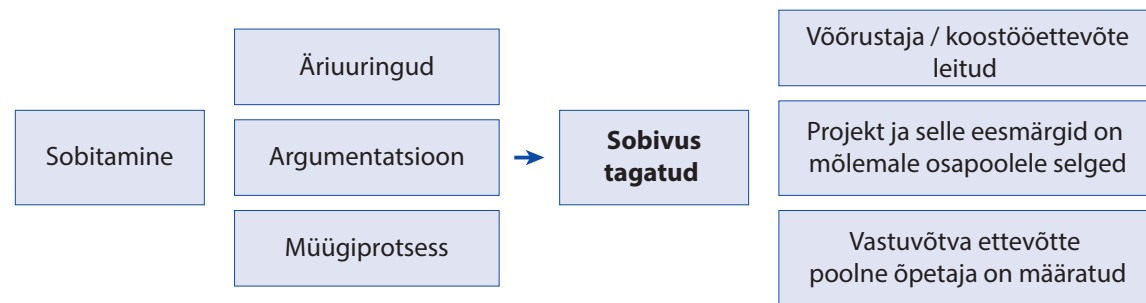 Sobitamine
Äriuuringud
Argumentatsioon
Müügiprotsess
Sobivus
tagatud
Võõrustaja / koostööettevõte
leitud
Projekt ja selle eesmärgid on
mõlemale osapoolele selged
Vastuvõtva ettevõtte
poolne õpetaja on määratud